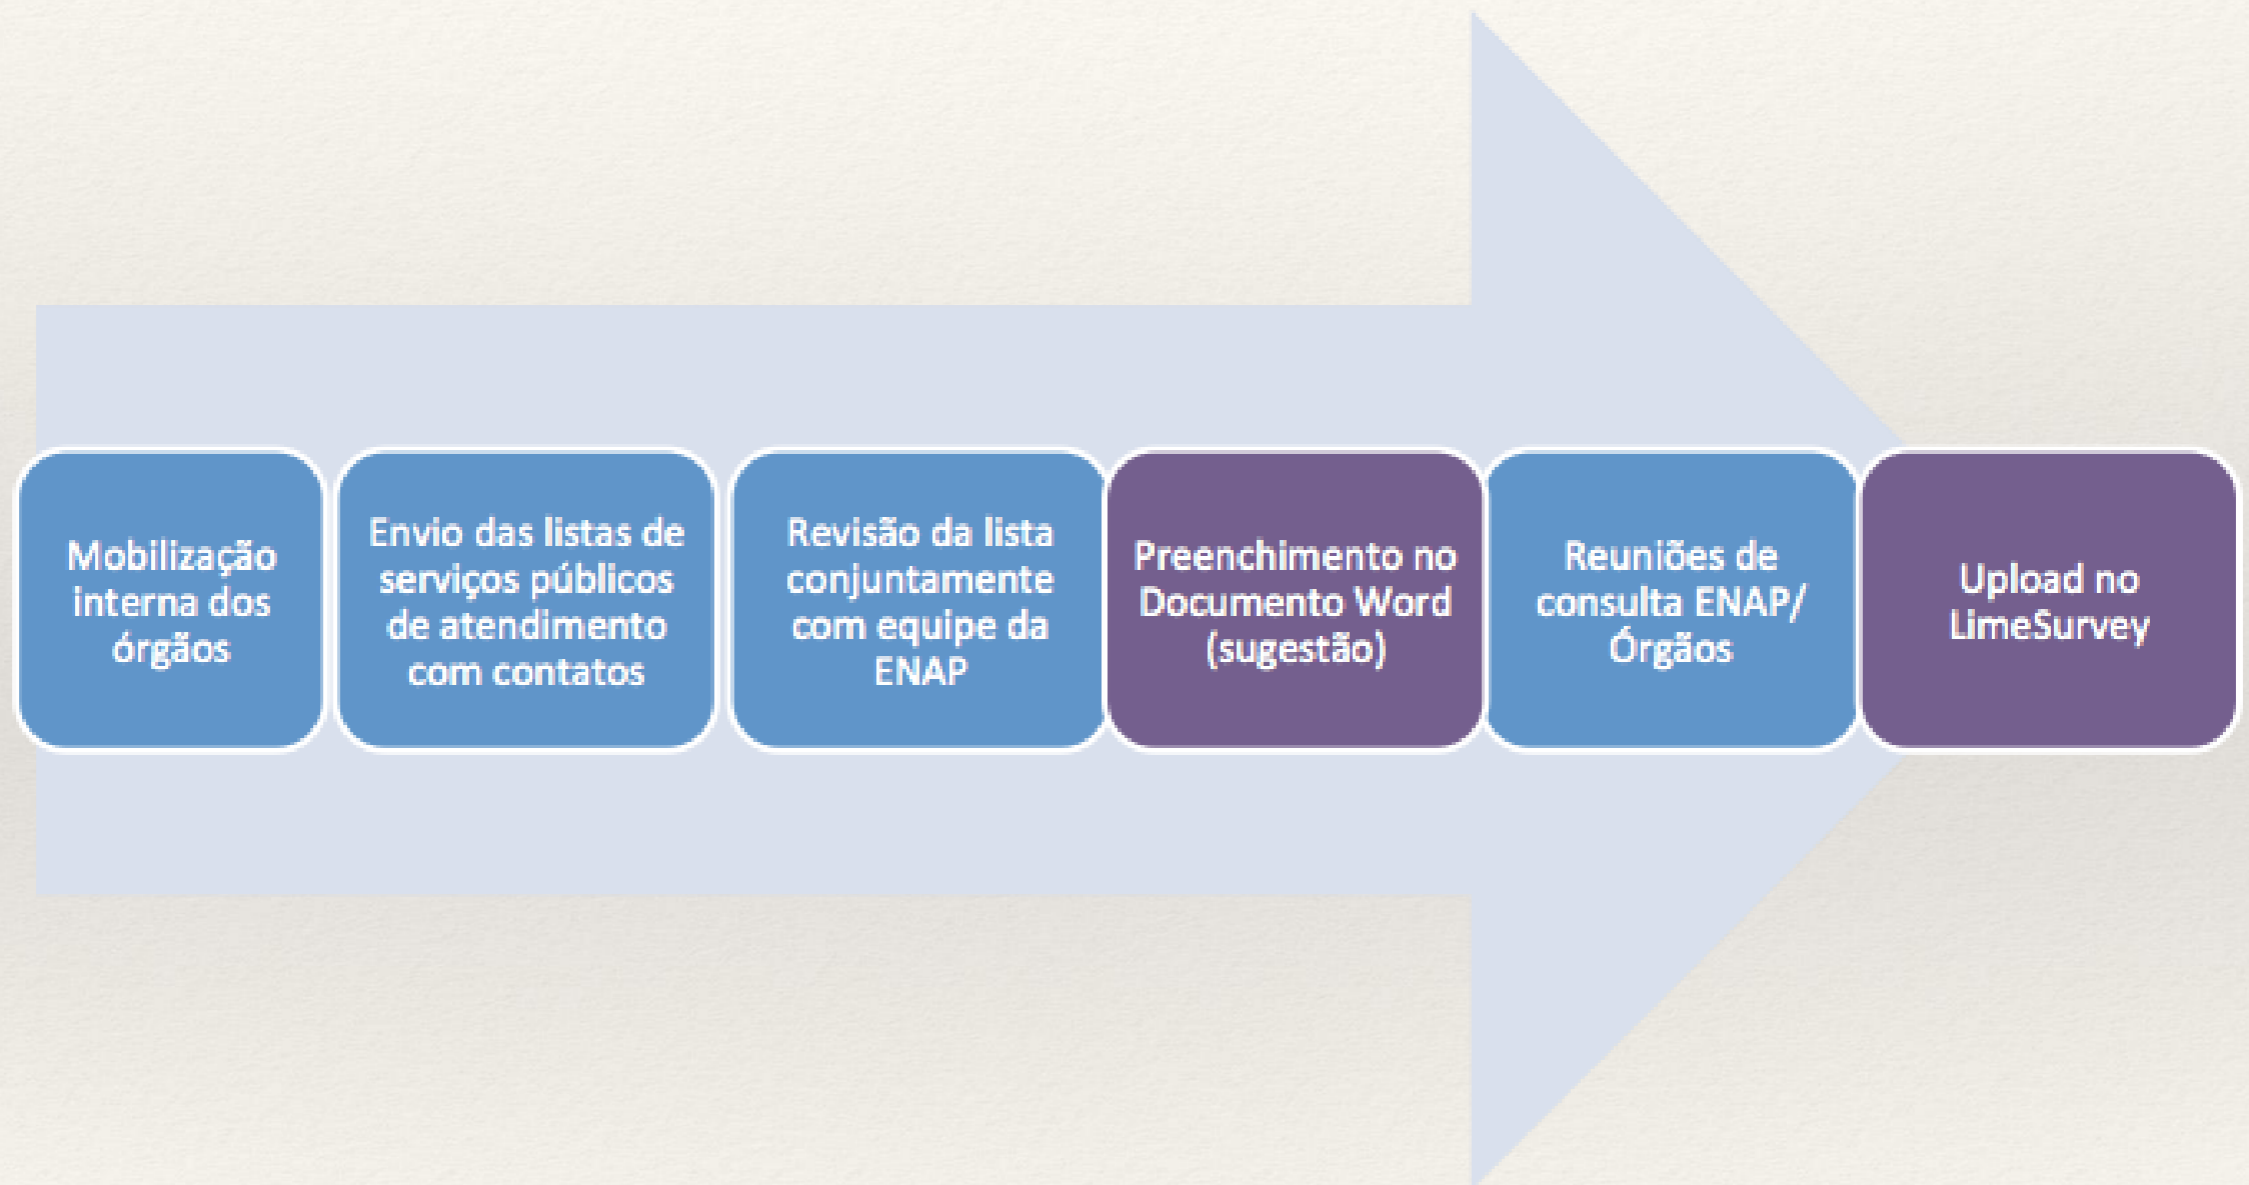 Mobilização
interna dos
órgãos
Envio das listas de
serviços públicos
de atendimento
com contatos
Revisão da lista
conjuntamente
com equipe da
ENAP
Preenchimento no
Documento Word
(sugestão)
Reuniões de
consulta ENAP/
Órgãos
Upload no
LimeSurvey